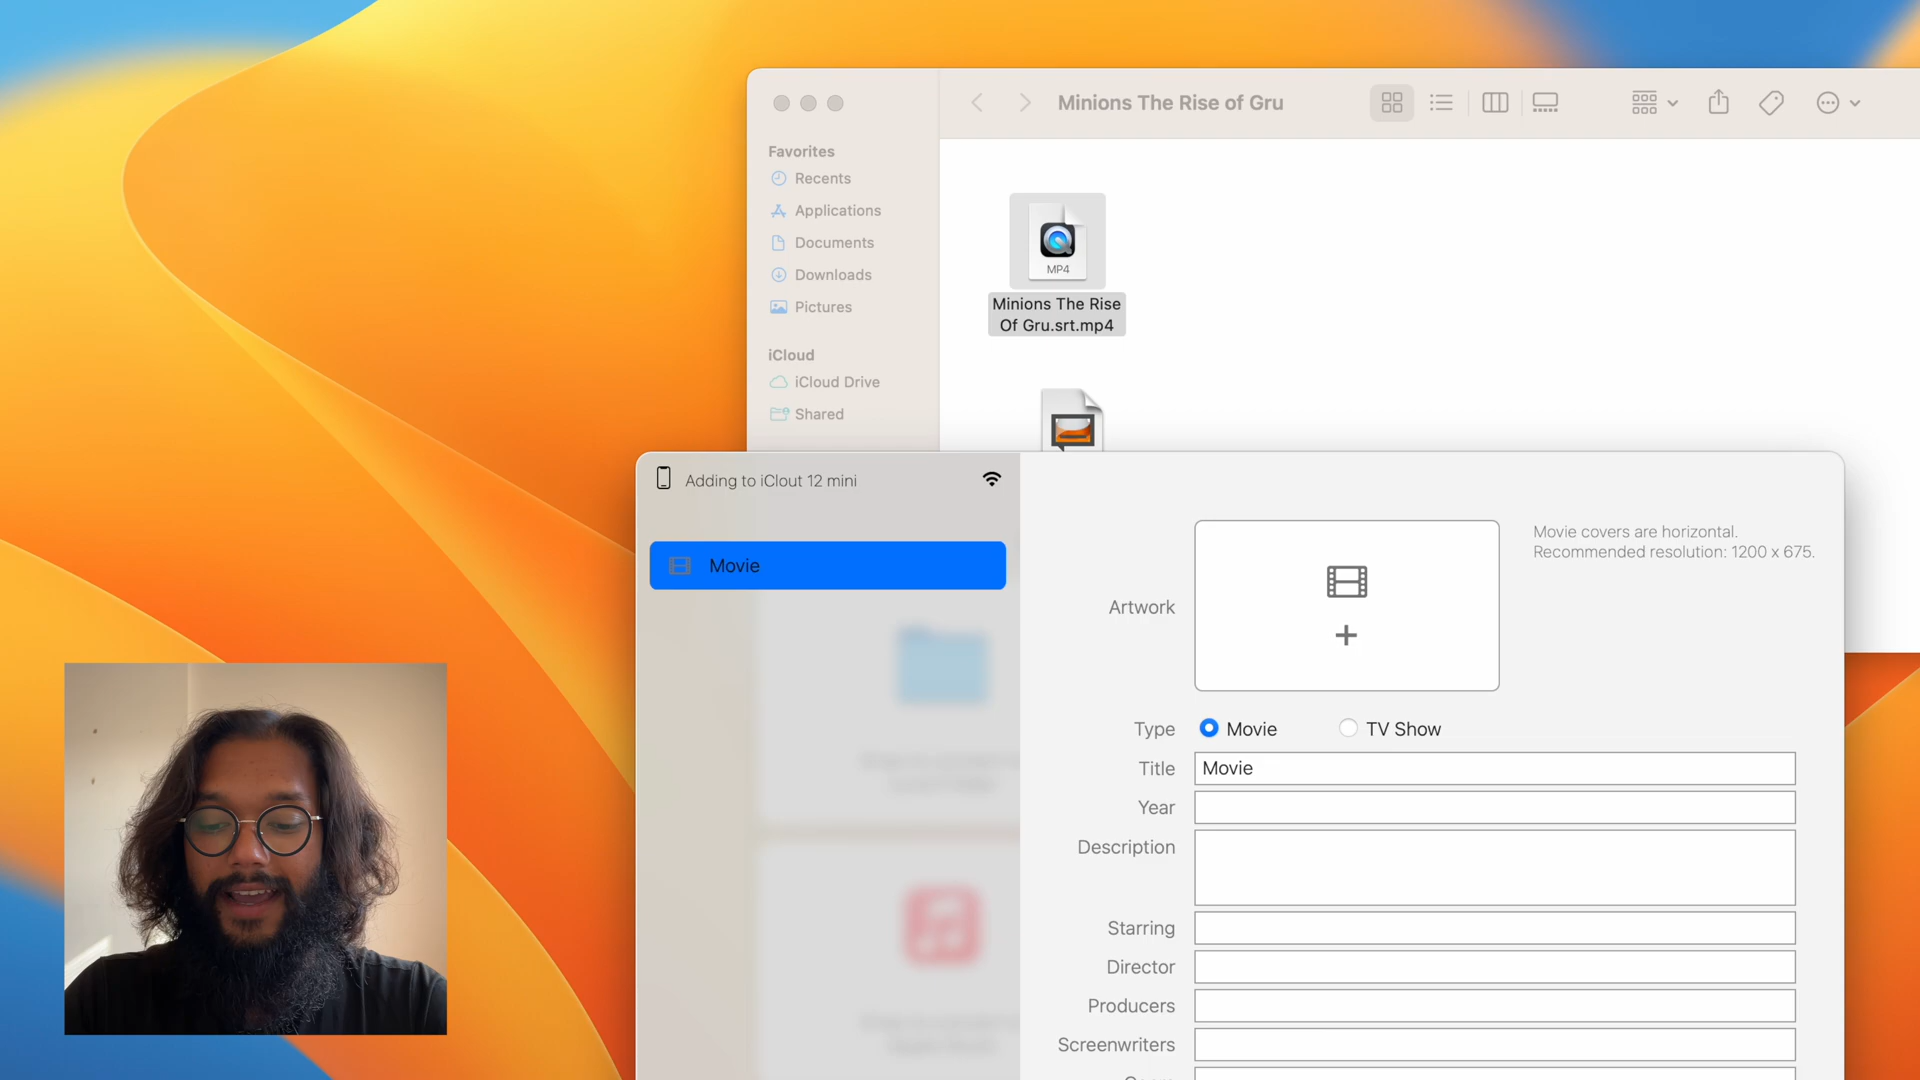 Minions The Rise of Gru
Favorites
Recents
Applications
Documents
Downloads
Pictures
iCloud
iCloud Drive
Shared
MP4
Minions The Rise
Of Gru.srt.mp4
Adding to iClout 12 mini
Movie
Artwork
Movie covers are horizontal.
Recommended resolution: 1200 x 675.
Type
Movie
TV Show
Title
Movie
Year
Description
Starring
Director
Producers
Screenwriters